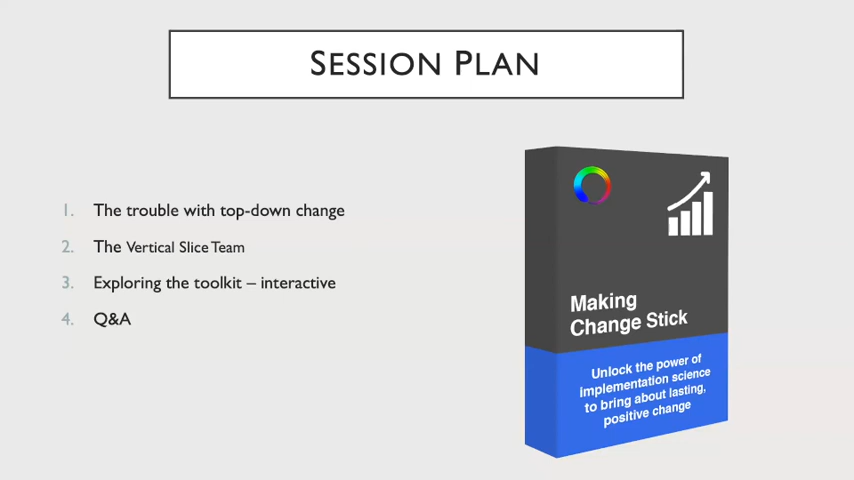 SESSION PLAN
1. The trouble with top-down change
2. The Vertical Slice Team
3. Exploring the toolkit – interactive
4. Q&A
Making
Change Stick
Unlock the power of
implementation science
to bring about lasting,
positive change